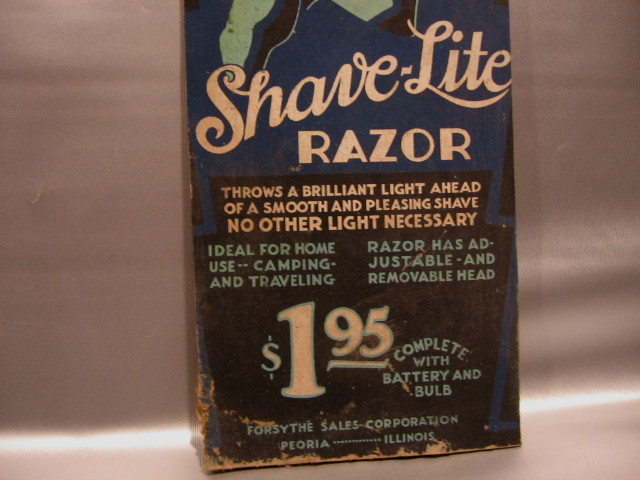 Shave-Lite
RAZOR
THROWS A BRILLIANT LIGHT AHEAD
OF A SMOOTH AND PLEASING SHAVE
NO OTHER LIGHT NECESSARY
IDEAL FOR HOME
USE -- CAMPING-
AND TRAVELING
RAZOR HAS AD-
JUSTABLE-AND
REMOVABLE HEAD
$1.95
COMPLETE
WITH
BATTERY AND
BULB
FORSYTHE SALES CORPORATION
PEORIA ------------ ILLINOIS